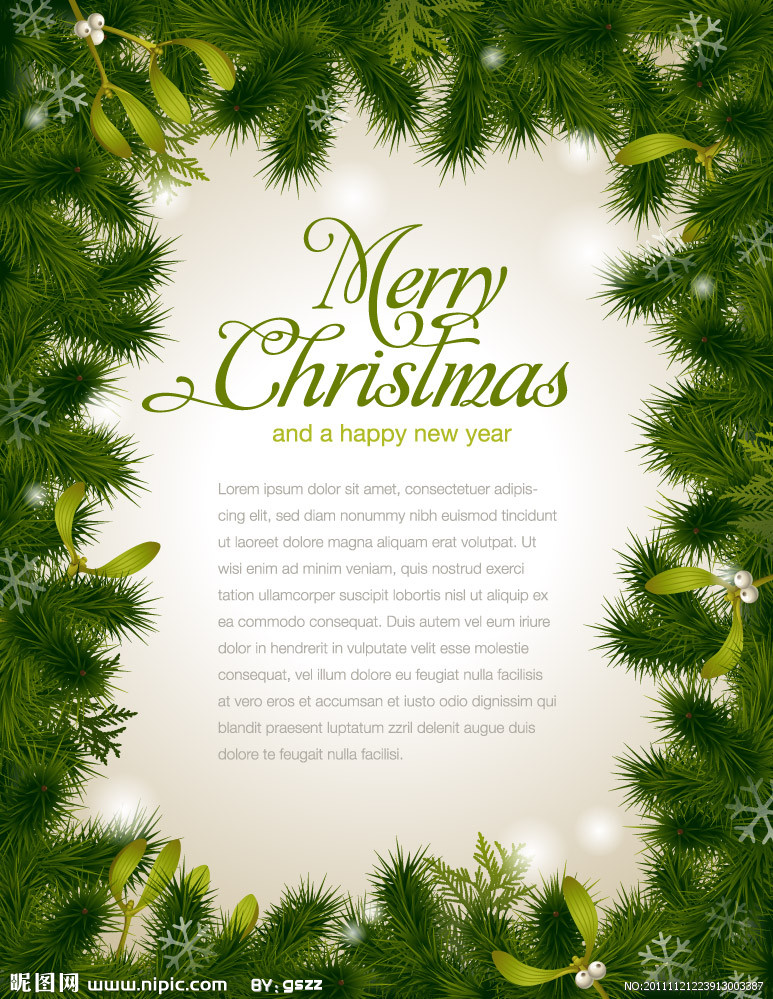 Merry
Christmas
and a happy new year
Lorem ipsum dolor sit amet, consectetuer adipis-
cing elit, sed diam nonummy nibh euismod tincidunt
ut laoreet dolore magna aliquam erat volutpat. Ut
wisi enim ad minim veniam, quis nostrud exerci
tation ullamcorper suscipit lobortis nisl ut aliquip ex
ea commodo consequat. Duis autem vel eum iriure
dolor in hendrerit in vulputate velit esse molestie
consequat, vel illum dolore eu feugiat nulla facilisis
at vero eros et accumsan et iusto odio dignissim qui
blandit praesent luptatum zzril delenit augue duis
dolore te feugait nulla facilisi.
昵图网 www.nipic.com BY: gszz
NO:20111121223913003387